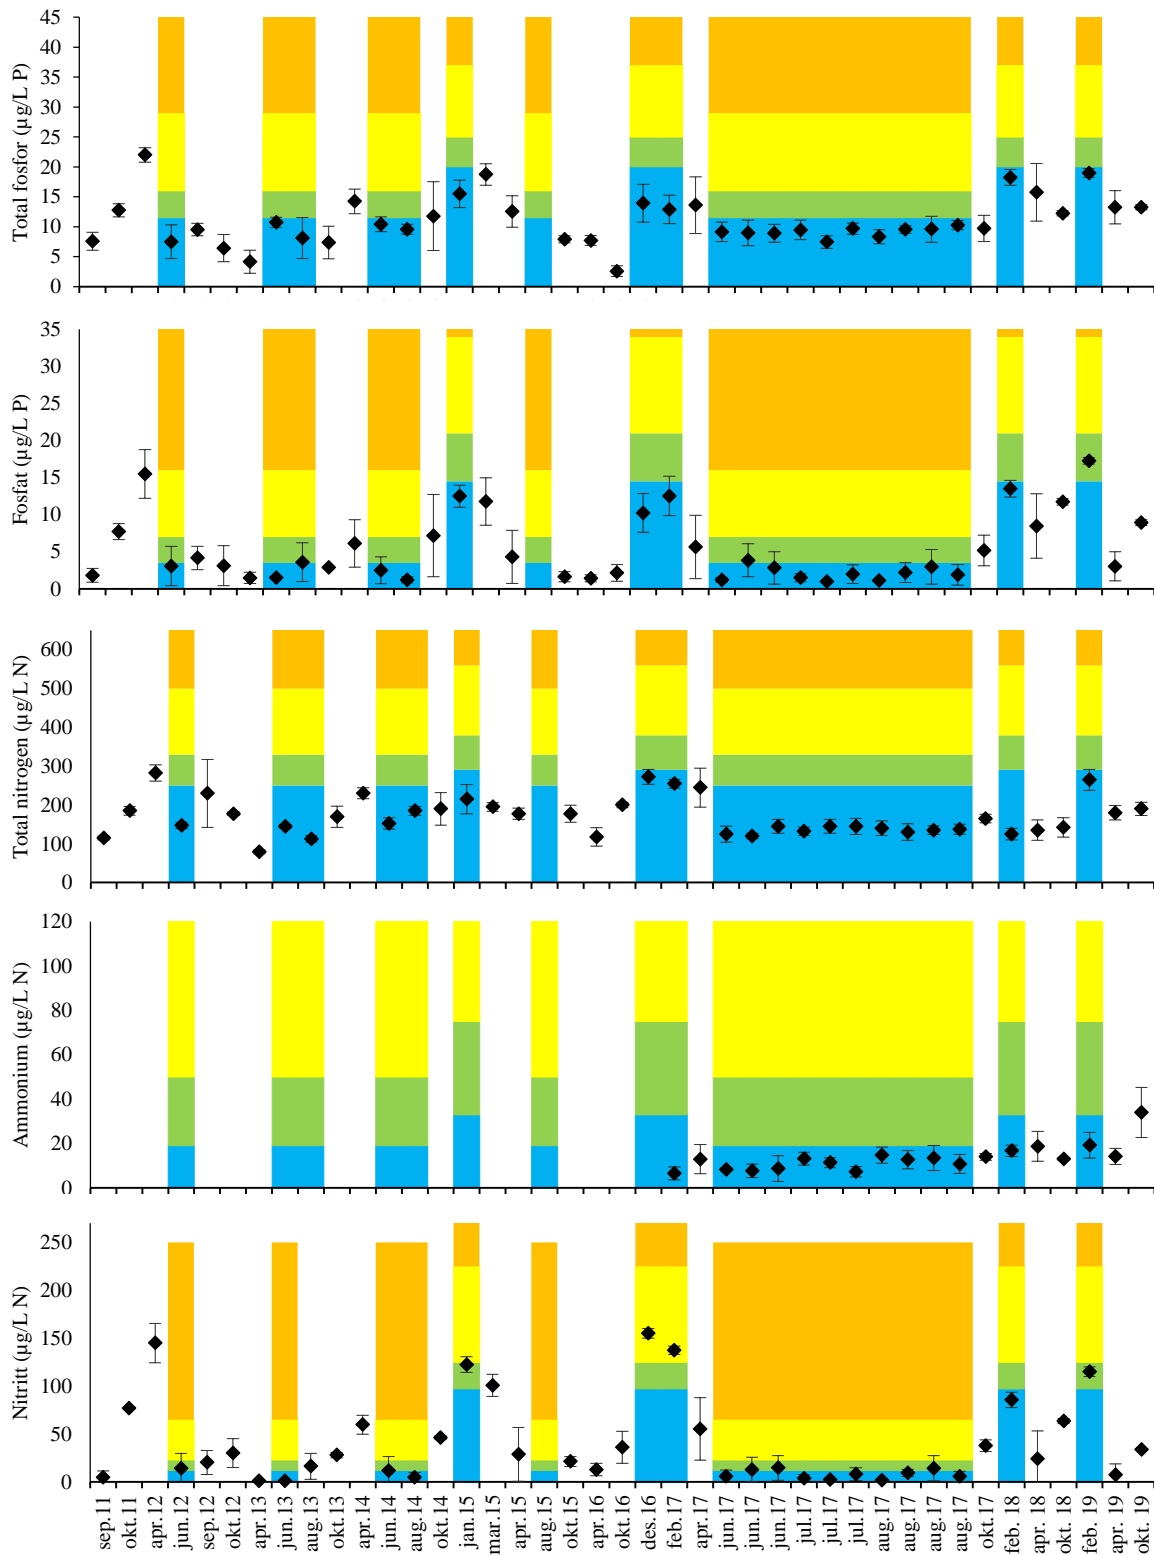 Total fosfor (µg/L P)
45
40
35
30
25
20
15
10
5
0
Fosfat (µg/L P)
35
30
25
20
15
10
5
0
Total nitrogen (µg/L N)
600
500
400
300
200
100
0
Ammonium (µg/L N)
120
100
80
60
40
20
0
Nitritt (µg/L N)
250
200
150
100
50
0
sep. 11
okt. 11
apr. 12
jun. 12
sep. 12
okt. 12
apr. 13
jun. 13
aug. 13
okt. 13
apr. 14
jun. 14
aug. 14
okt. 14
jan. 15
mar. 15
apr. 15
aug. 15
okt. 15
apr. 16
okt. 16
des. 16
feb. 17
apr. 17
jun. 17
jun. 17
jun. 17
jul. 17
jul. 17
jul. 17
aug. 17
aug. 17
aug. 17
aug. 17
okt. 17
feb. 18
apr. 18
okt. 18
feb. 19
apr. 19
okt. 19